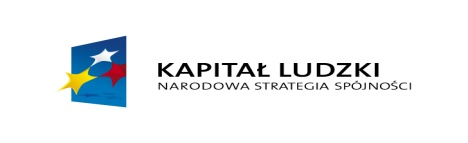 KAPITAŁ LUDZKI
NARODOWA STRATEGIA SPÓJNOŚCI